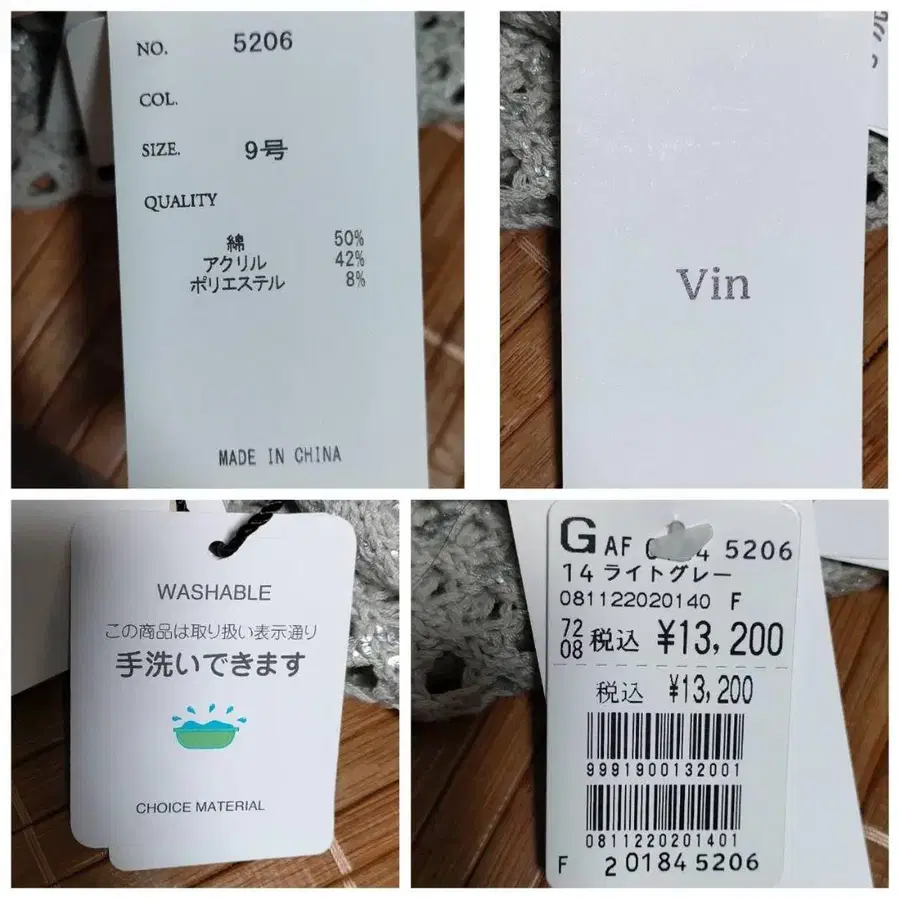 NO. 5206
COL.
SIZE. 9号
QUALITY
綿 50%
アクリル 42%
ポリエステル 8%
MADE IN CHINA
Vin
WASHABLE
この商品は取り扱い表示通り
手洗いできます
CHOICE MATERIAL
G AF 5206
14 ライトグレー
081122020140 F
72
08 税込 ¥13,200
税込 ¥13,200
9991900132001
0811220201401
F 201845206